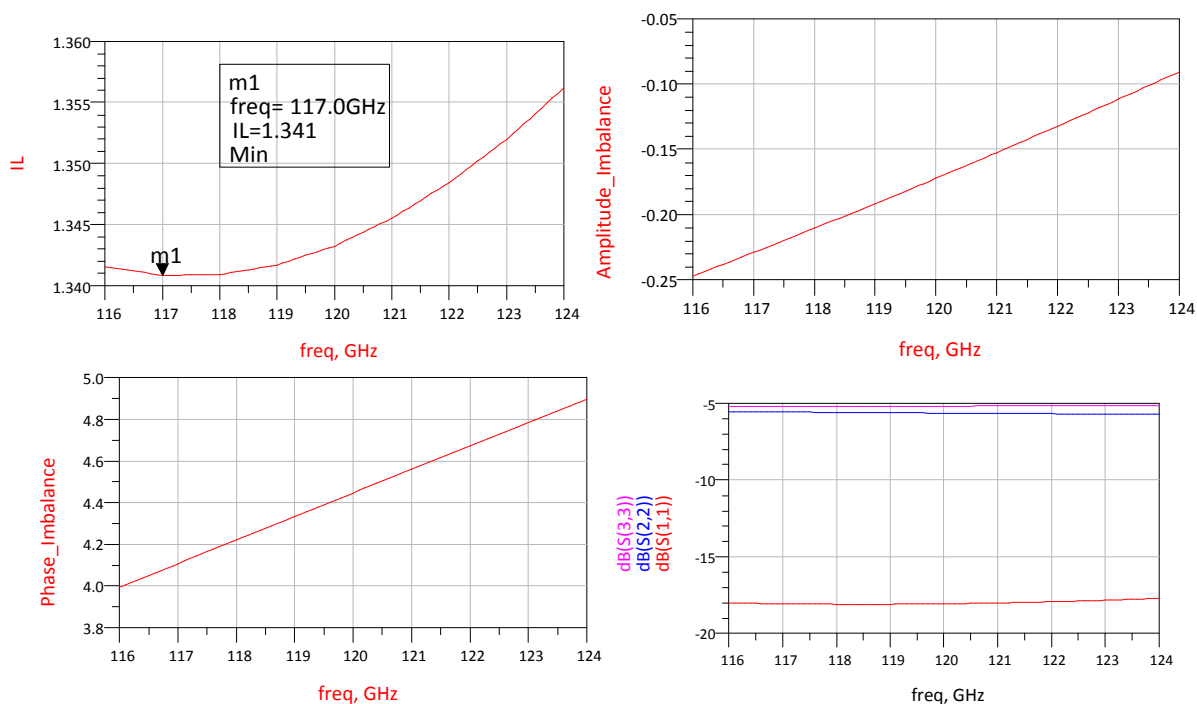 IL
1.360
1.355
1.350
1.345
1.340
m1
freq= 117.0GHz
IL=1.341
Min
m1
116 117 118 119 120 121 122 123 124
freq, GHz
Amplitude_Imbalance
-0.05
-0.10
-0.15
-0.20
-0.25
116 117 118 119 120 121 122 123 124
freq, GHz
Phase_Imbalance
5.0
4.8
4.6
4.4
4.2
4.0
3.8
116 117 118 119 120 121 122 123 124
freq, GHz
dB(S(3,3))
dB(S(2,2))
dB(S(1,1))
-5
-10
-15
-20
116 117 118 119 120 121 122 123 124
freq, GHz